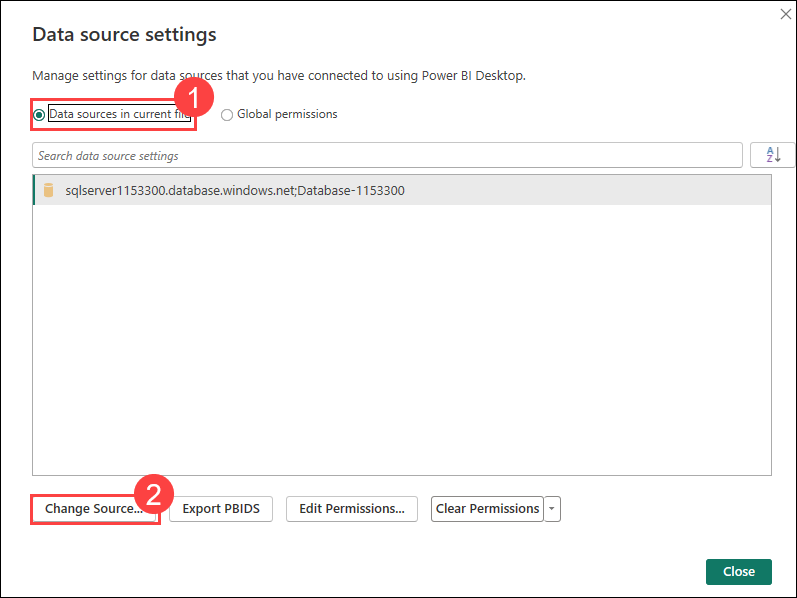 Data source settings
Manage settings for data sources that you have connected to using Power BI Desktop.
1
Data sources in current file
Global permissions
Search data source settings
A
Z
sqlserver1153300.database.windows.net;Database-1153300
2
Change Source...
Export PBIDS
Edit Permissions...
Clear Permissions
Close